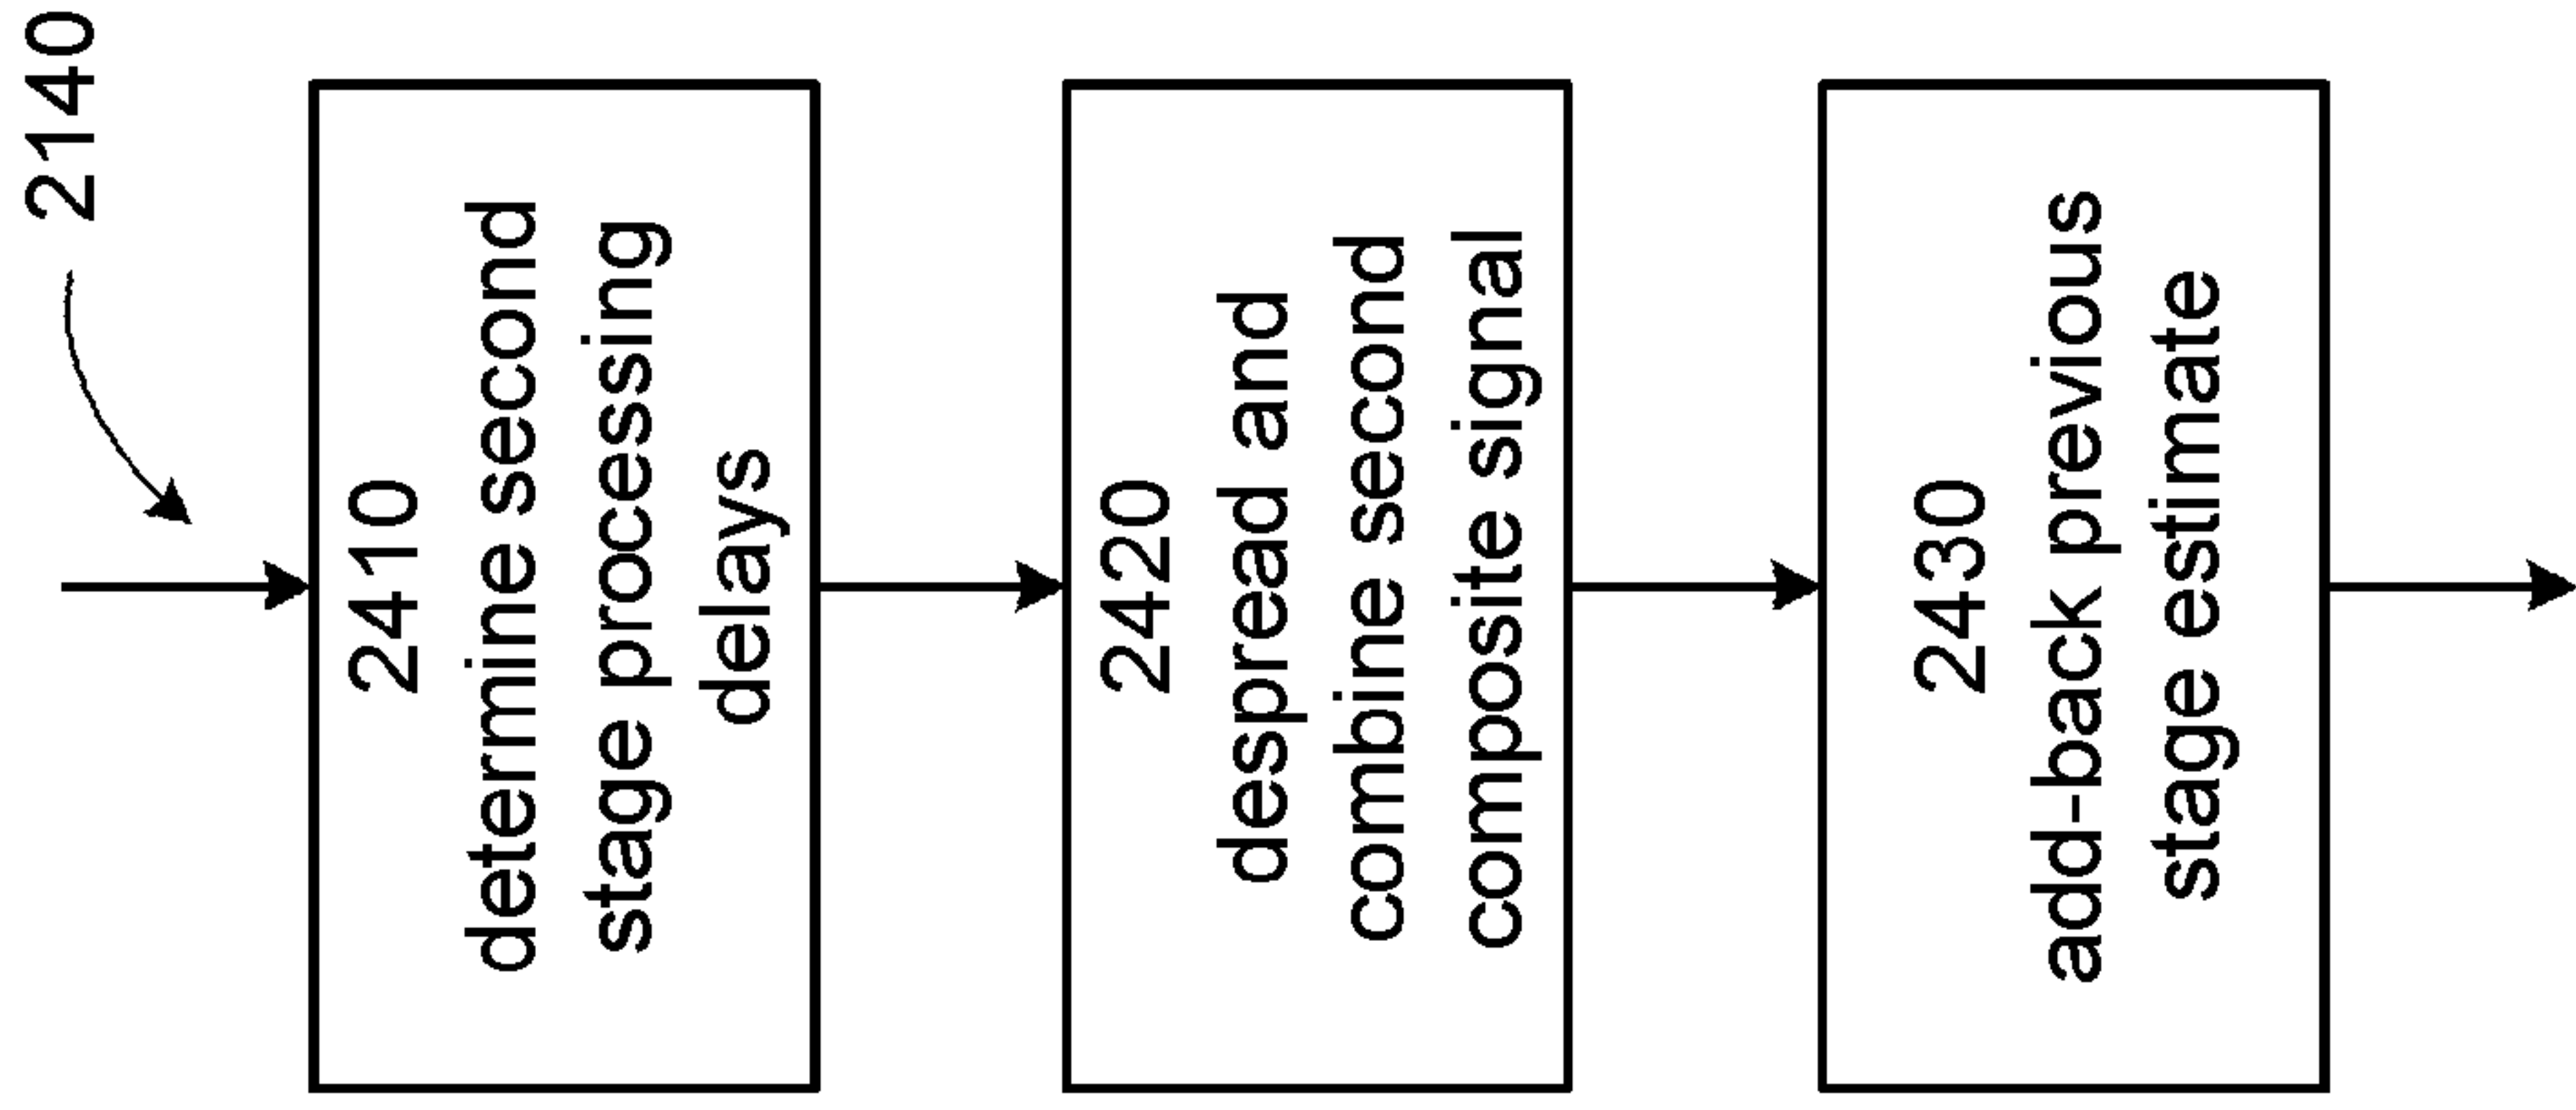 2140
2410
determine second
stage processing
delays
2420
despread and
combine second
composite signal
2430
add-back previous
stage estimate